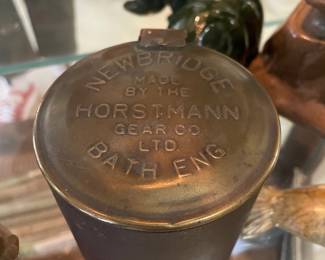 NEWBRIDGE
MADE
BY THE
HORSTMANN
GEAR CO
LTD.
BATH ENG